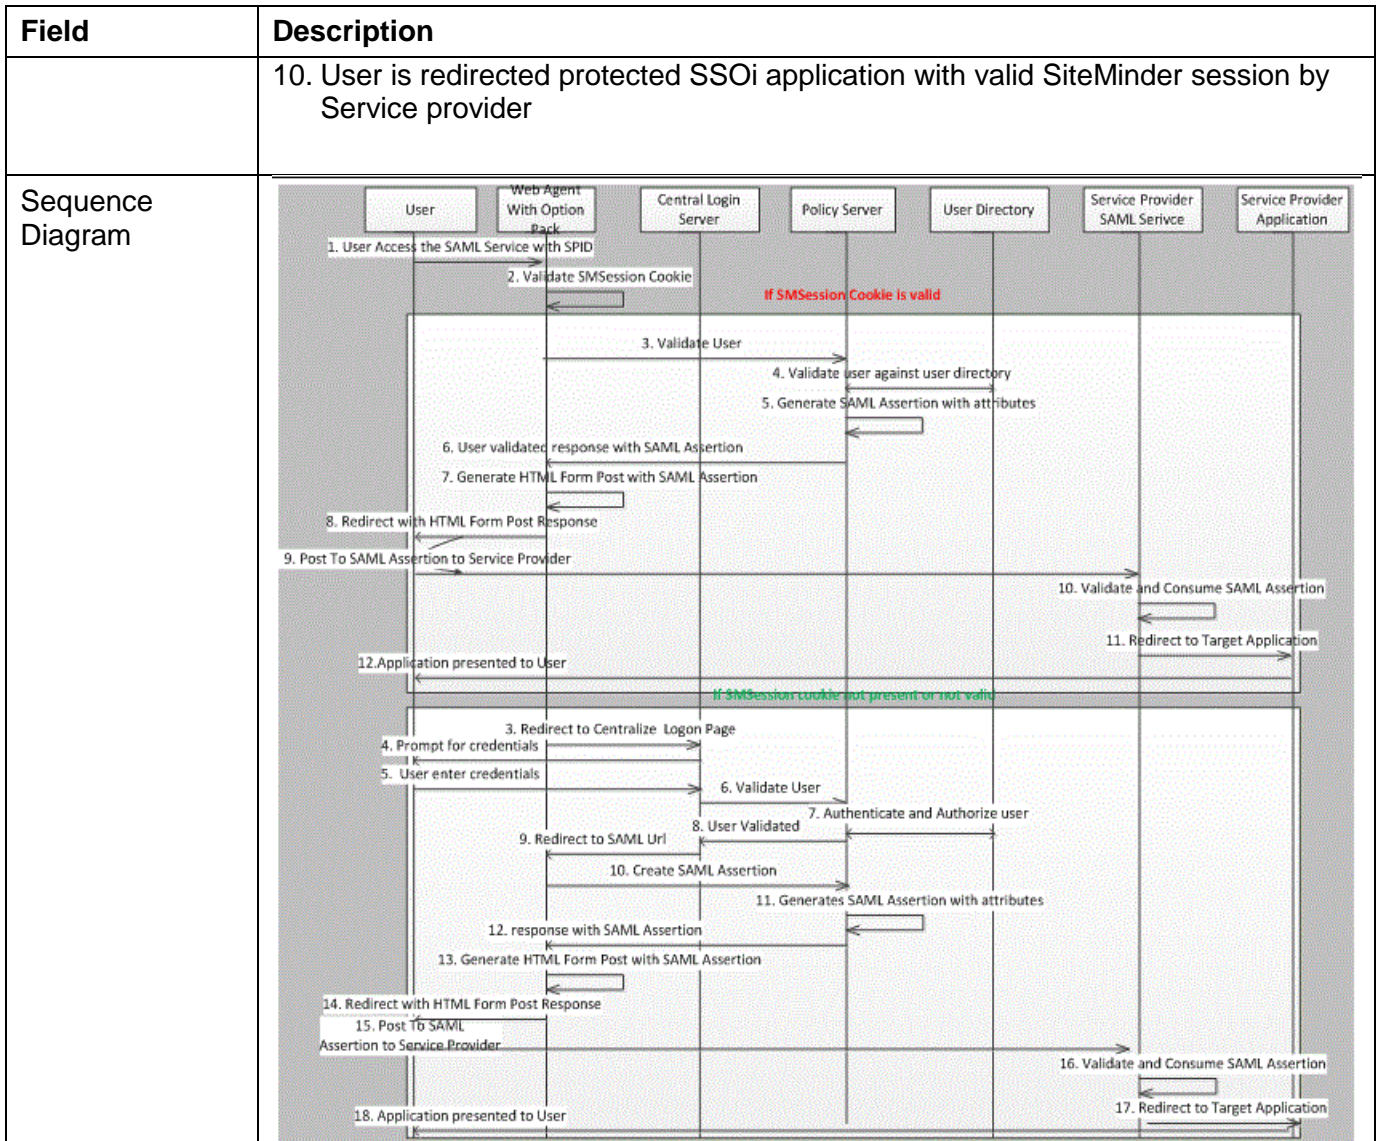 Field
Description
10. User is redirected protected SSOi application with valid SiteMinder session by
Service provider
Sequence
Diagram
User
Web Agent
With Option
Pack
Central Login
Server
Policy Server
User Directory
Service Provider
SAML Serivce
Service Provider
Application
1. User Access the SAML Service with SPID
2. Validate SMSession Cookie
If SMSession Cookie is valid
3. Validate User
4. Validate user against user directory
5. Generate SAML Assertion with attributes
6. User validated response with SAML Assertion
7. Generate HTML Form Post with SAML Assertion
8. Redirect with HTML Form Post Response
9. Post To SAML Assertion to Service Provider
10. Validate and Consume SAML Assertion
11. Redirect to Target Application
12.Application presented to User
If SMSession cookie not present or not valid
3. Redirect to Centralize Logon Page
4. Prompt for credentials
5. User enter credentials
6. Validate User
7. Authenticate and Authorize user
8. User Validated
9. Redirect to SAML Url
10. Create SAML Assertion
11. Generates SAML Assertion with attributes
12. response with SAML Assertion
13. Generate HTML Form Post with SAML Assertion
14. Redirect with HTML Form Post Response
15. Post To SAML
Assertion to Service Provider
16. Validate and Consume SAML Assertion
17. Redirect to Target Application
18. Application presented to User